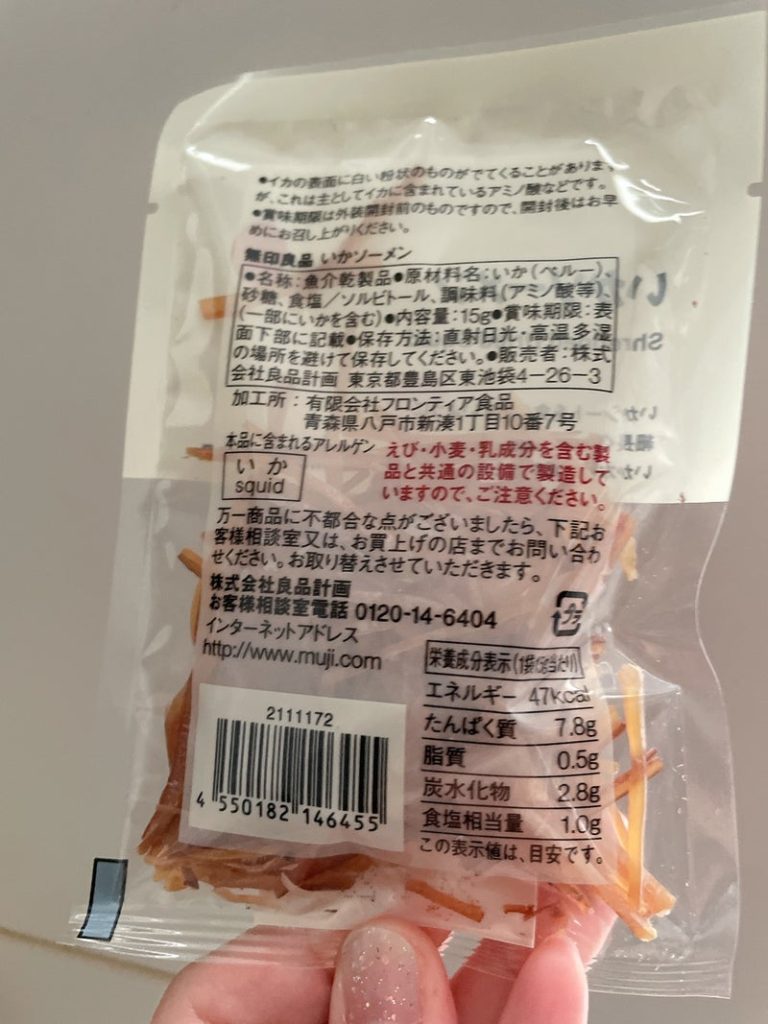 ●イカの表面に白い粉状のものがでてくることがあります
が、これは主としてイカに含まれているアミノ酸などです。
●賞味期限は外装開封前のものですので、開封後はお早
めにお召し上がりください。
無印良品 いかソーメン
●名称:魚介乾製品●原材料名:いか(ペルー)、
砂糖、食塩/ソルビトール、調味料(アミノ酸等)、
(一部にいかを含む)●内容量:15g●賞味期限:表
面下部に記載●保存方法:直射日光・高温多湿
の場所を避けて保存してください。●販売者:株式
会社良品計画 東京都豊島区東池袋4-26-3
加工所:有限会社フロンティア食品
青森県八戸市新湊1丁目10番7号
本品に含まれるアレルゲン
いか
squid
えび・小麦・乳成分を含む製
品と共通の設備で製造して
いますので、ご注意ください。
万一商品に不都合な点がございましたら、下記お
客様相談室又は、お買上げの店までお問い合わ
せください。お取り替えさせていただきます。
株式会社良品計画
お客様相談室電話 0120-14-6404
インターネットアドレス
http://www.muji.com
プラ
栄養成分表示(1袋(15g)当たり)
エネルギー 47kcal
たんぱく質 7.8g
脂質 0.5g
炭水化物 2.8g
食塩相当量 1.0g
この表示値は、目安です。
2111172
4 550182 146455